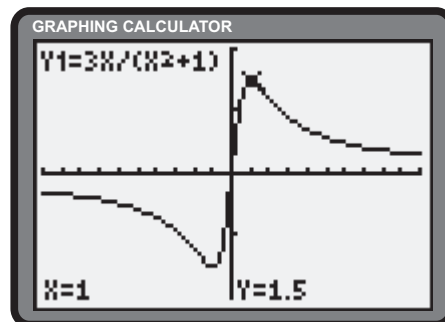 GRAPHING CALCULATOR
Y1=3X/(X2+1)
X=1 Y=1.5